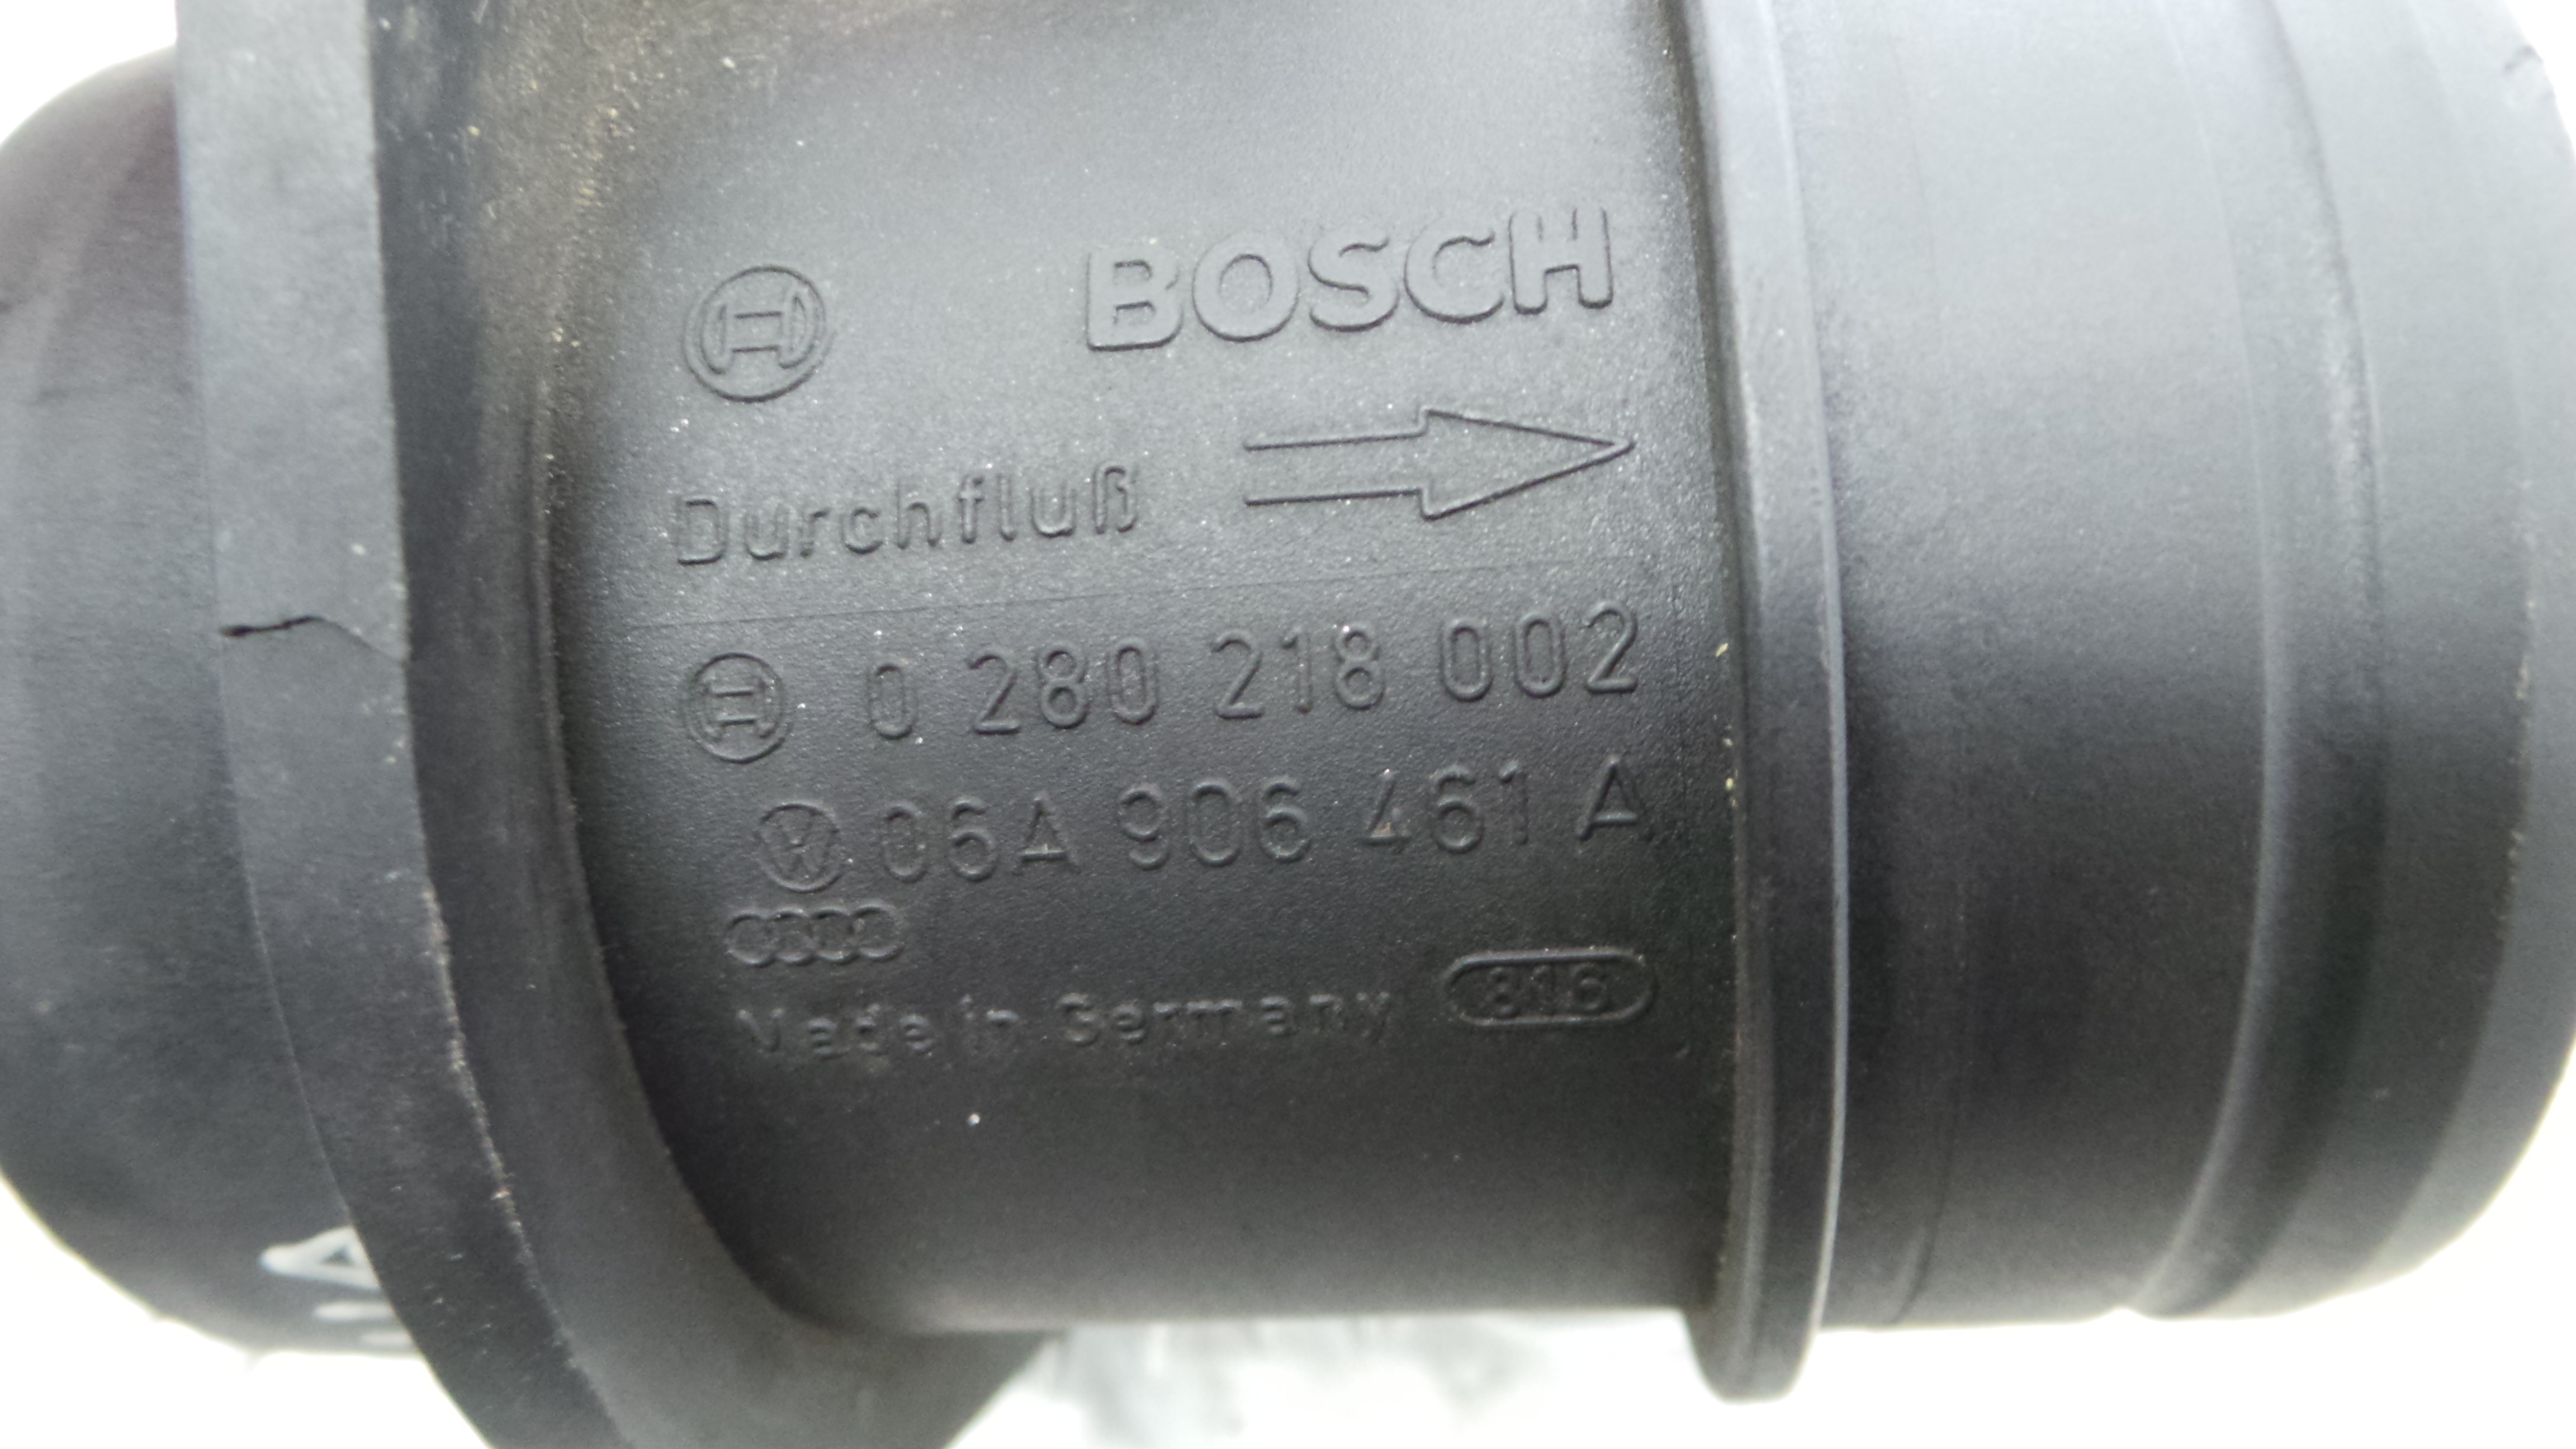 BOSCH
Durchfluß
0 280 218 002
06A 906 461 A
Made in Germany 816